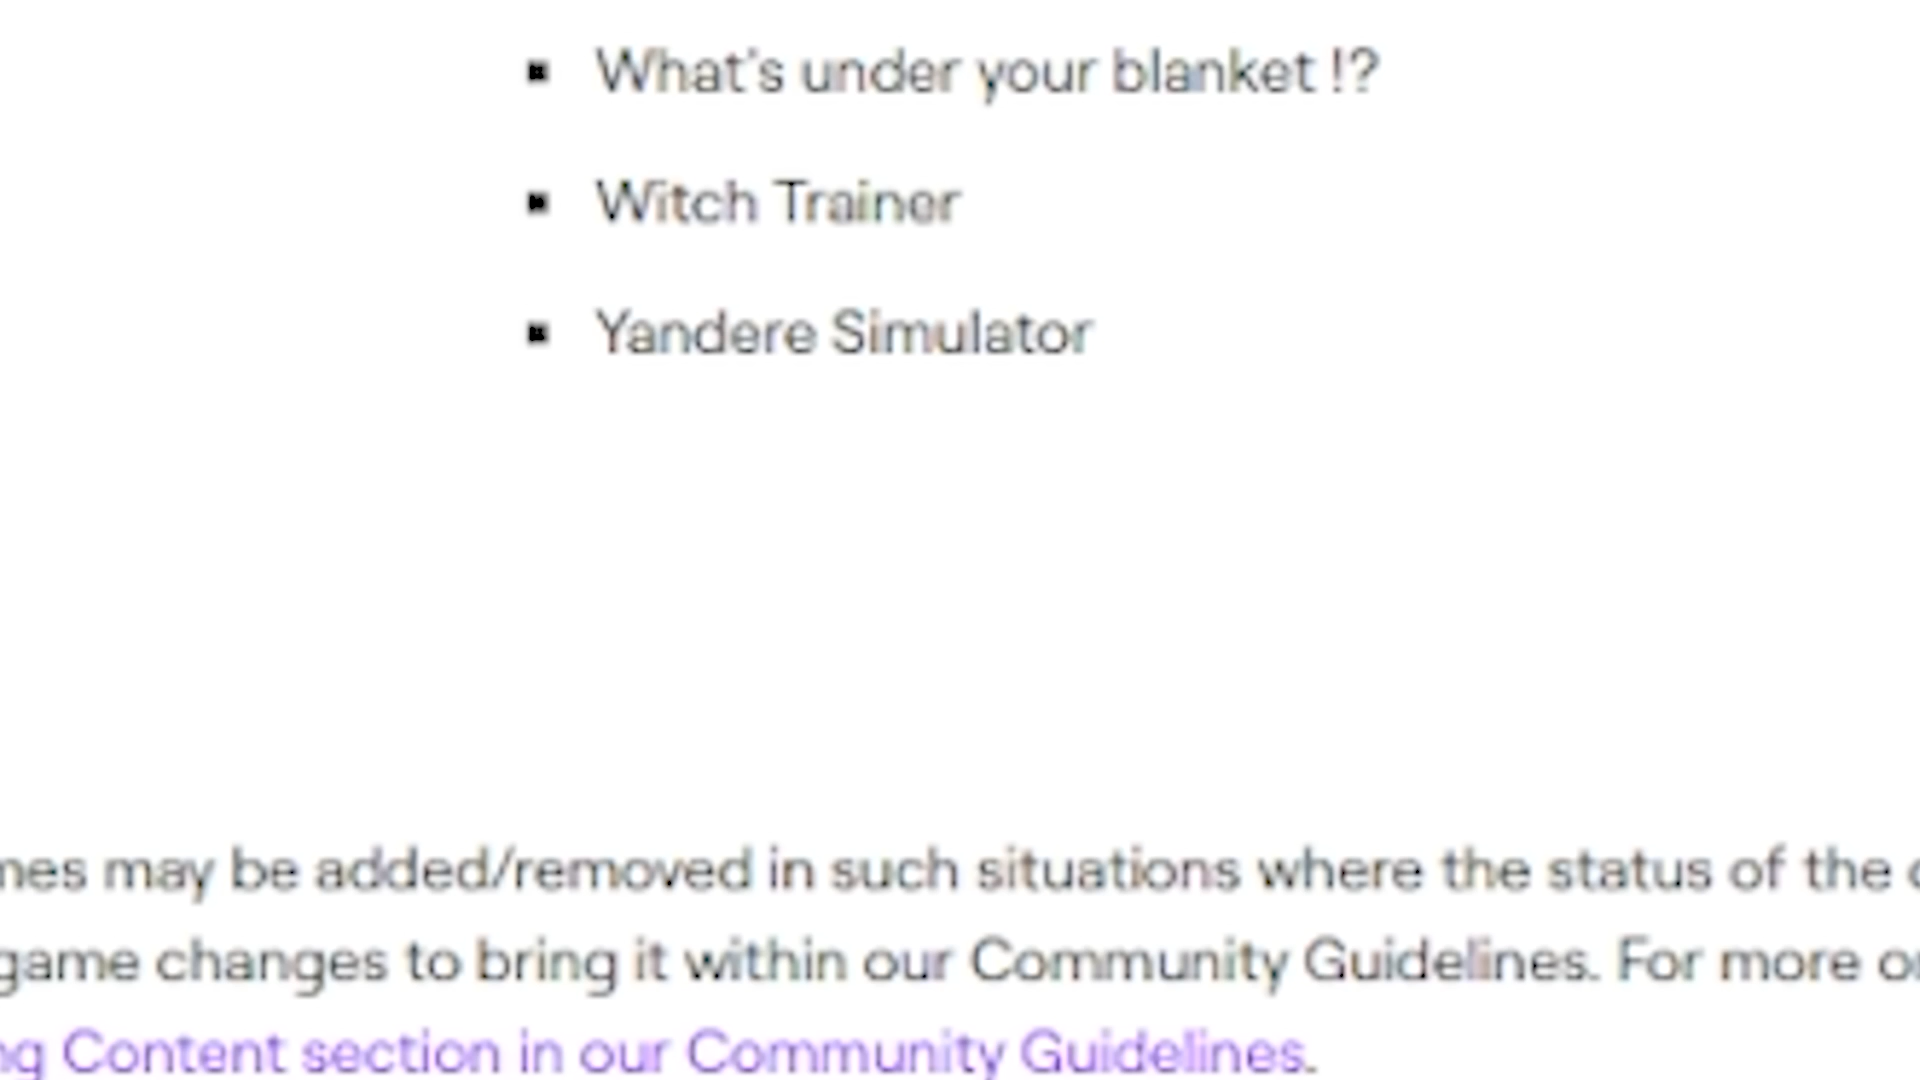 What's under your blanket !?
Witch Trainer
Yandere Simulator
may be added/removed in such situations where the status of the
game changes to bring it within our Community Guidelines. For more
Content section in our Community Guidelines.